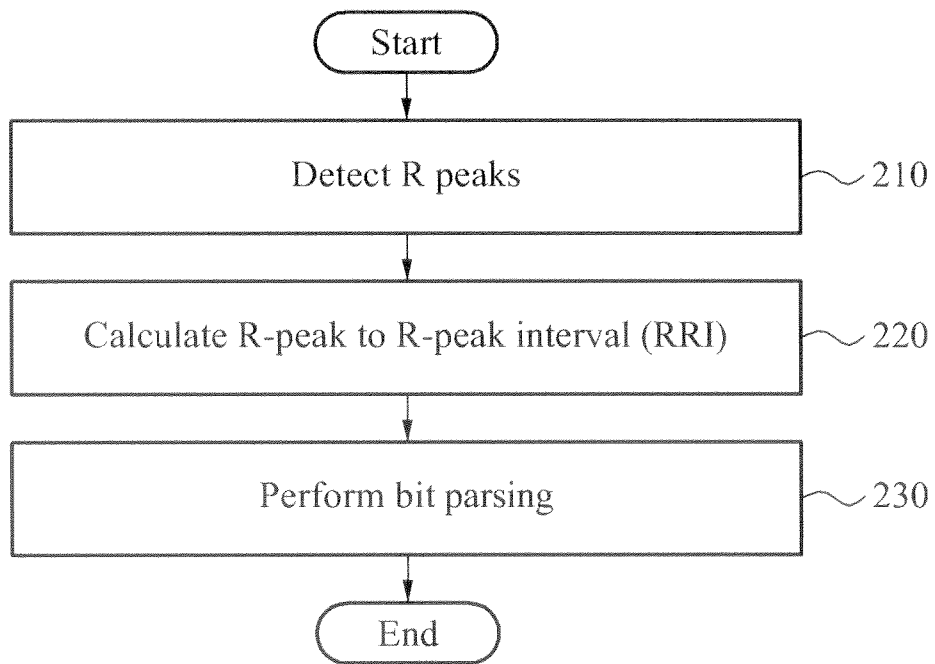 Start
Detect R peaks 210
Calculate R-peak to R-peak interval (RRI) 220
Perform bit parsing 230
End